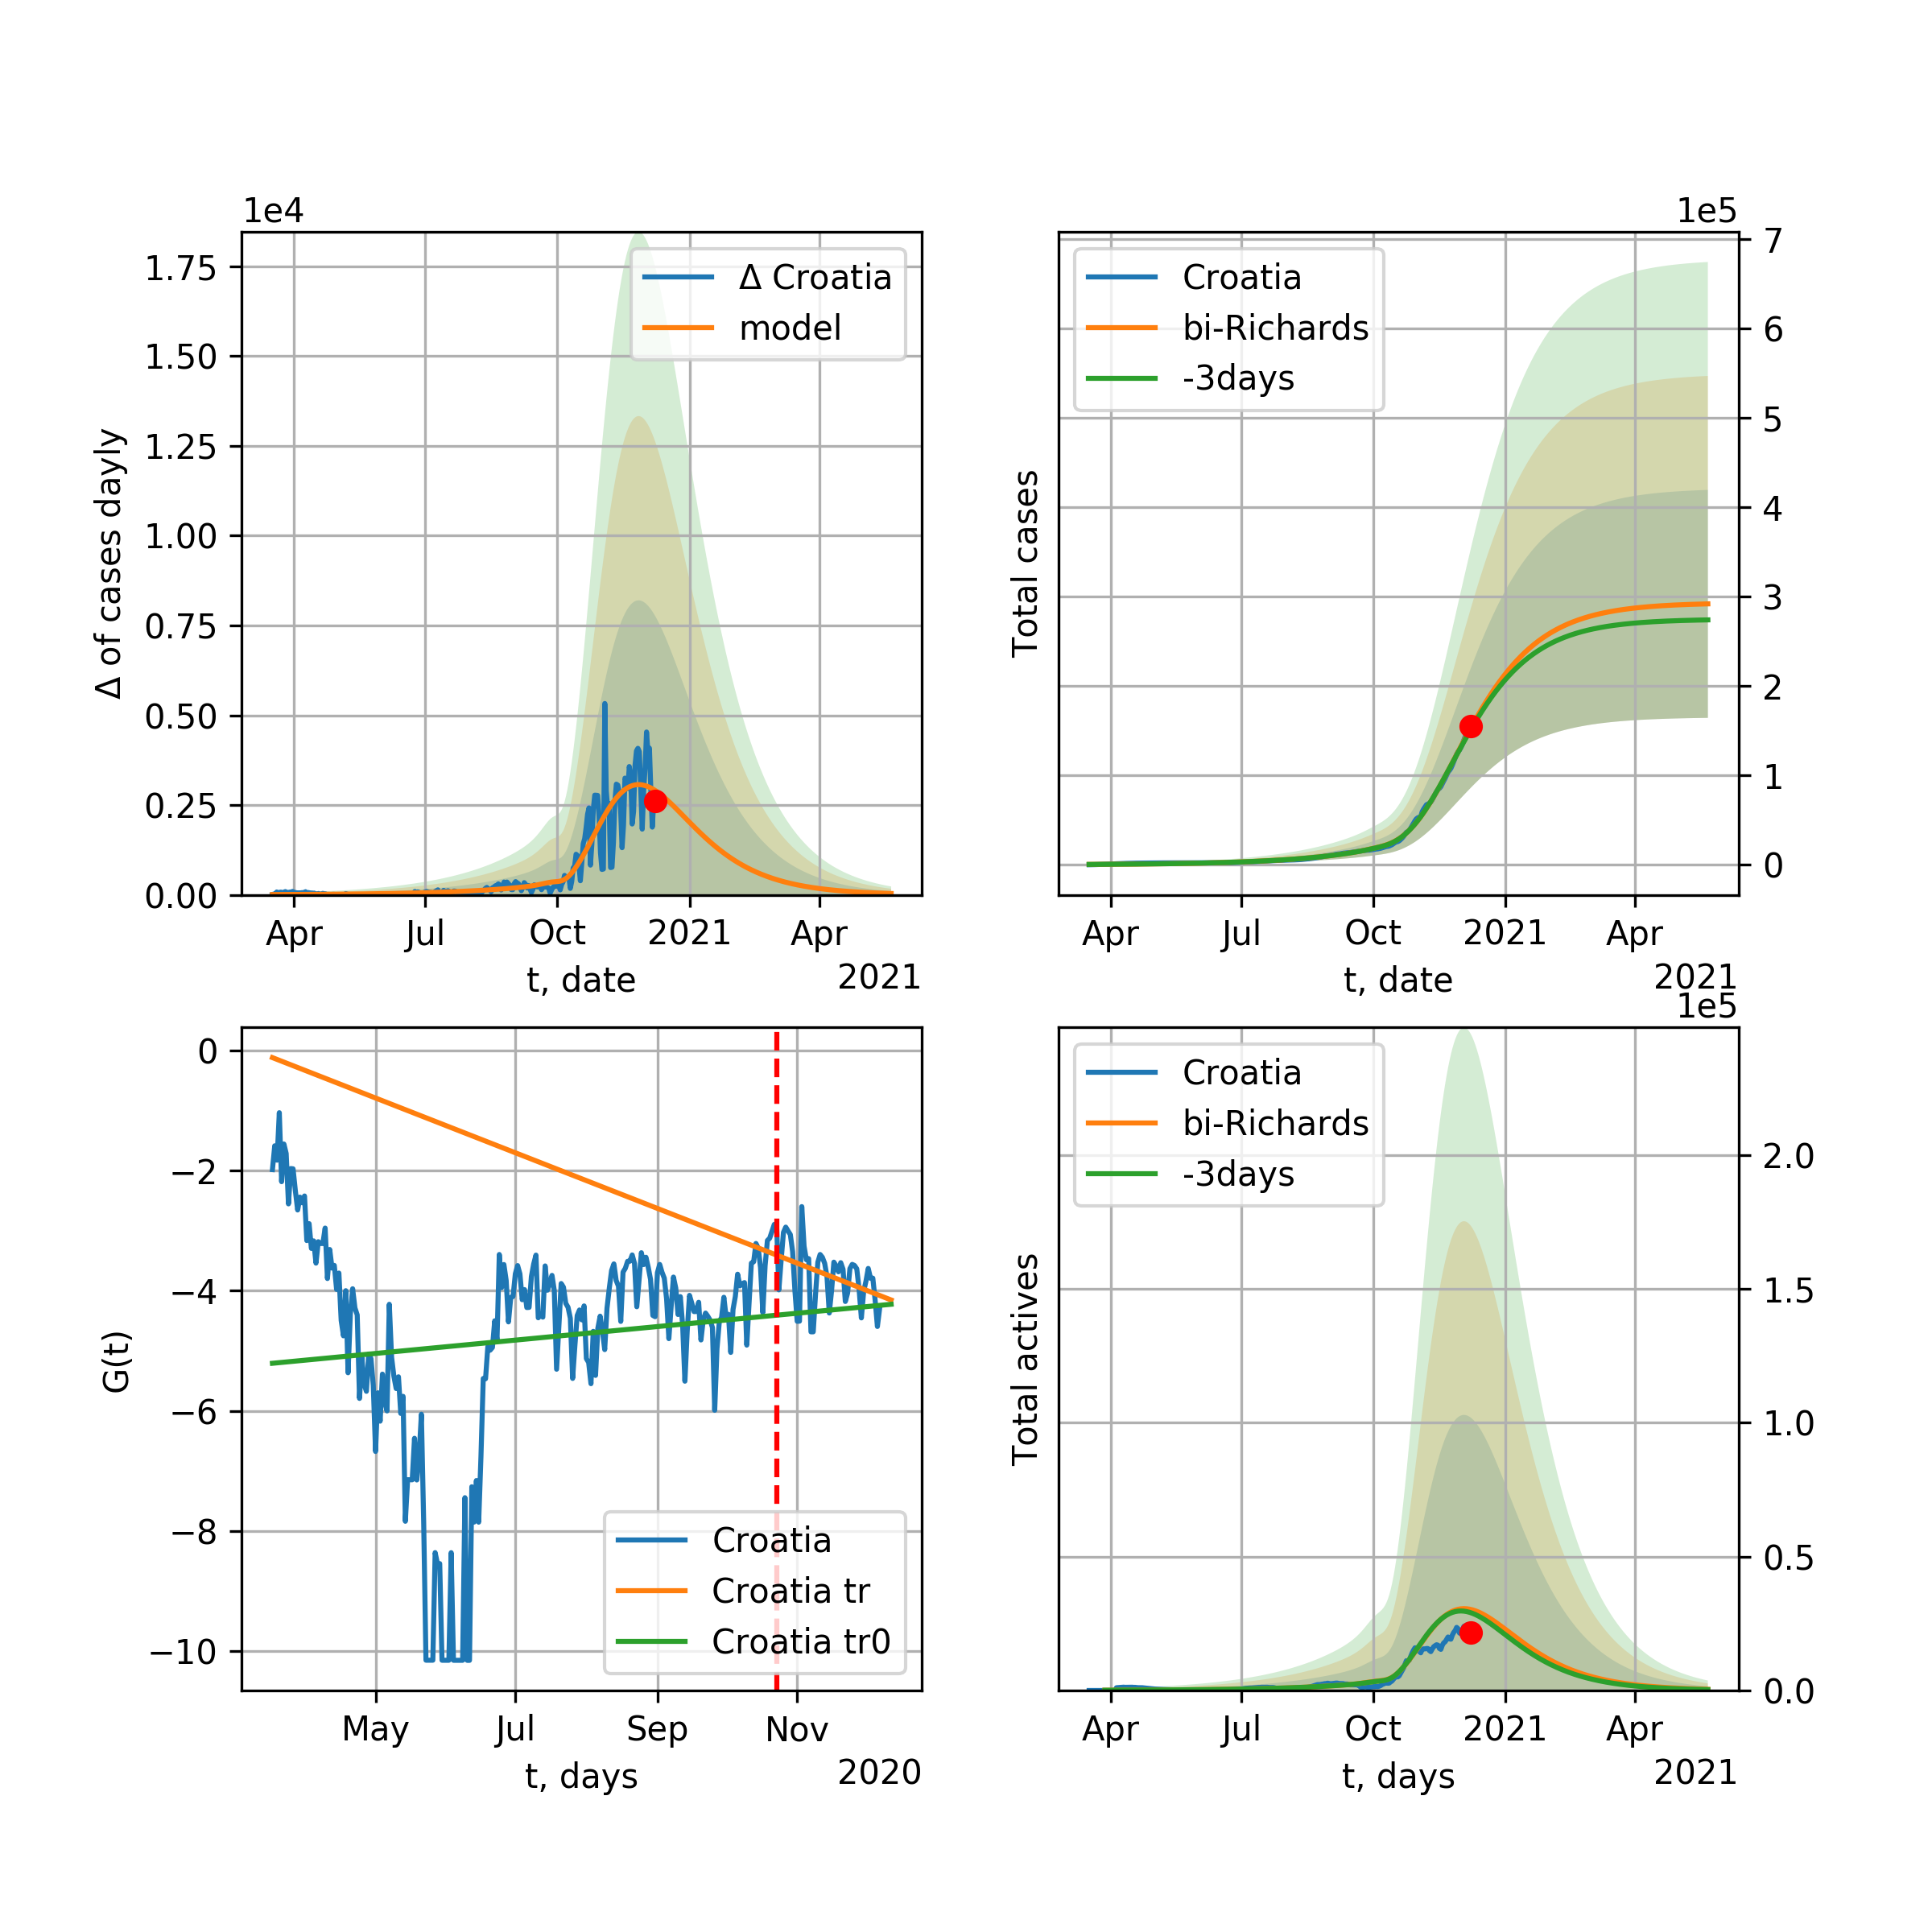 1e4
Δ of cases dayly
1.75
1.50
1.25
1.00
0.75
0.50
0.25
0.00
Δ Croatia
model
Apr Jul Oct 2021 Apr
t, date
2021
1e5
Total cases
Croatia
bi-Richards
-3days
7
6
5
4
3
2
1
0
Apr Jul Oct 2021 Apr
t, date
2021
G(t)
0
−2
−4
−6
−8
−10
Croatia
Croatia tr
Croatia tr0
May Jul Sep Nov
t, days
2020
1e5
Total actives
Croatia
bi-Richards
-3days
2.0
1.5
1.0
0.5
0.0
Apr Jul Oct 2021 Apr
t, days
2021